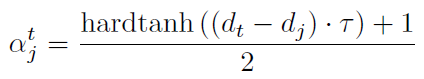 α_j^t = (hardtanh((d_t − d_j) · τ) + 1) / 2